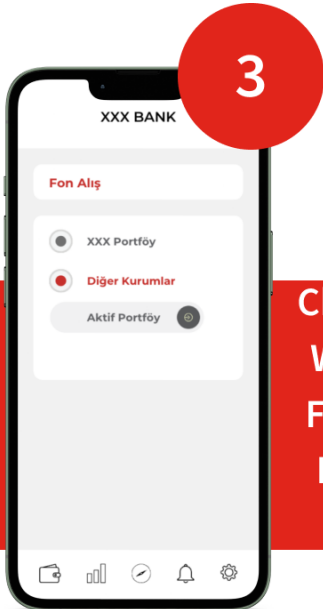 3
XXX BANK
Fon Alış
XXX Portföy
Diğer Kurumlar
Aktif Portföy